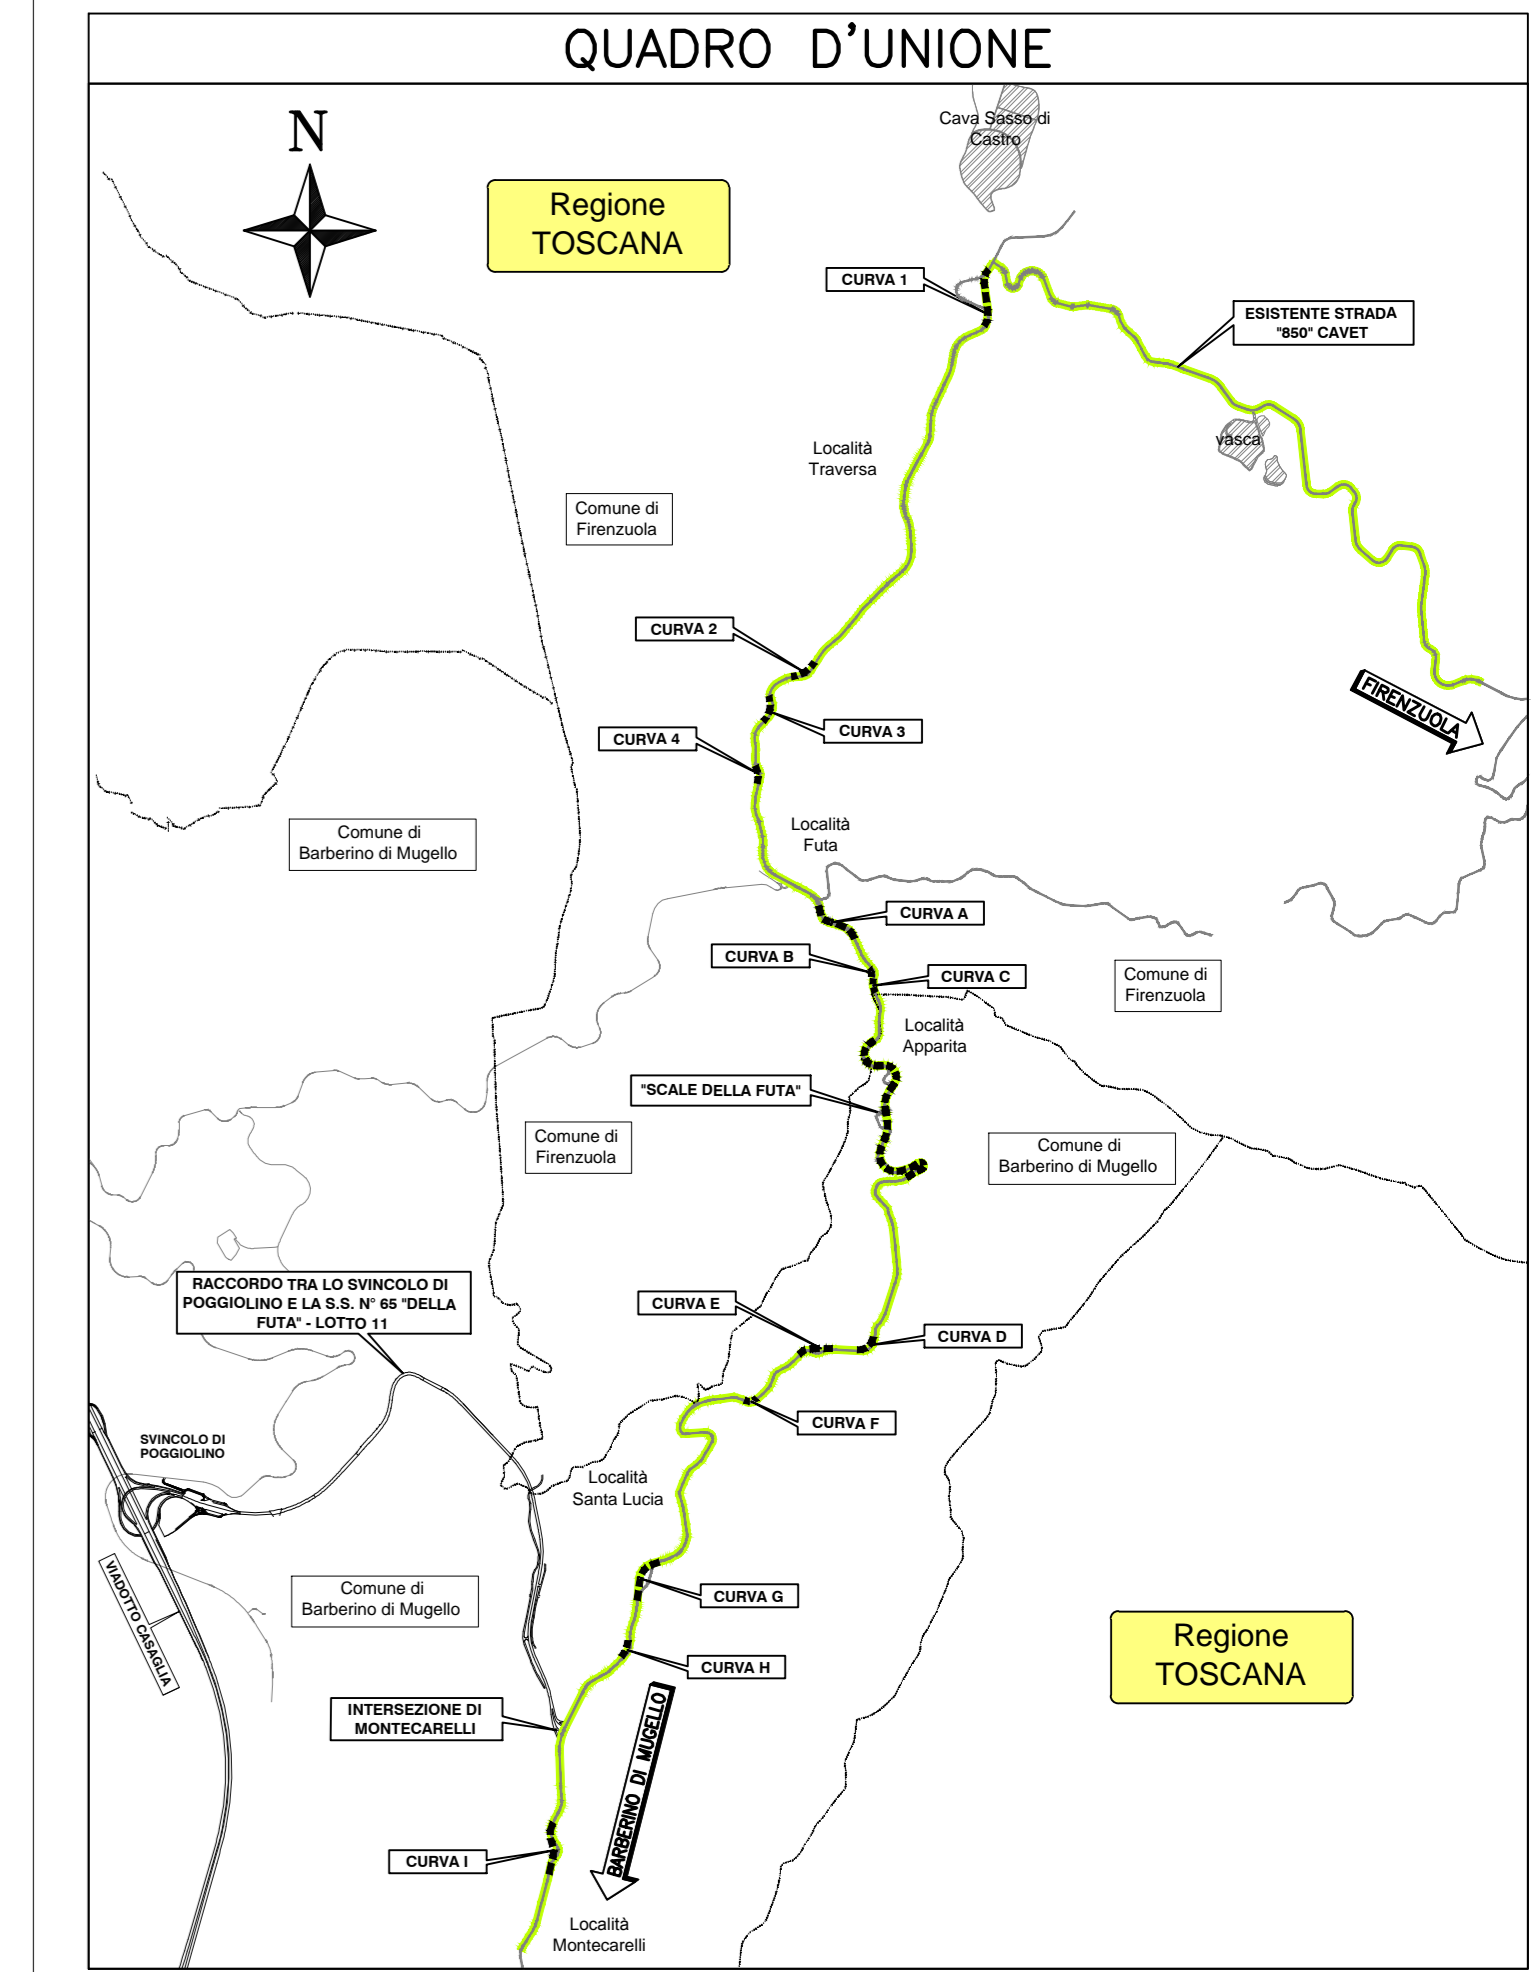 QUADRO D'UNIONE
Cava Sasso di
Castro
N
Regione
TOSCANA
CURVA 1
ESISTENTE STRADA
"850" CAVET
vasca
Località
Traversa
Comune di
Firenzuola
CURVA 2
FIRENZUOLA
CURVA 3
CURVA 4
Località
Futa
Comune di
Barberino di Mugello
CURVA A
CURVA B
CURVA C
Comune di
Firenzuola
Località
Apparita
"SCALE DELLA FUTA"
Comune di
Firenzuola
Comune di
Barberino di Mugello
RACCORDO TRA LO SVINCOLO DI
POGGIOLINO E LA S.S. N° 65 "DELLA
FUTA" - LOTTO 11
CURVA E
CURVA D
CURVA F
SVINCOLO DI
POGGIOLINO
Località
Santa Lucia
VIADOTTO CASAGLIA
Comune di
Barberino di Mugello
CURVA G
Regione
TOSCANA
CURVA H
INTERSEZIONE DI
MONTECARELLI
BARBERINO DI MUGELLO
CURVA I
Località
Montecarelli